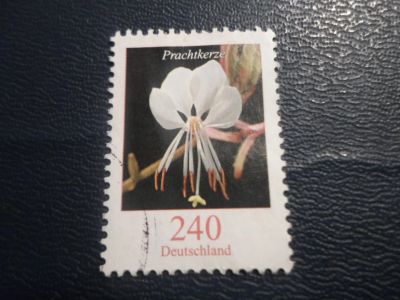 Prachtkerze
240
Deutschland